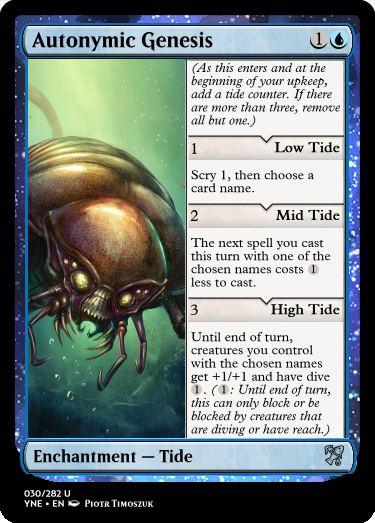 Autonymic Genesis 1
(As this enters and at the
beginning of your upkeep,
add a tide counter. If there
are more than three, remove
all but one.)
1 Low Tide
Scry 1, then choose a
card name.
2 Mid Tide
The next spell you cast
this turn with one of the
chosen names costs 1
less to cast.
3 High Tide
Until end of turn,
creatures you control
with the chosen names
get +1/+1 and have dive
1. (1: Until end of turn,
this can only block or be
blocked by creatures that
are diving or have reach.)
Enchantment — Tide
030/282 U
YNE • EN Piotr Timoszuk